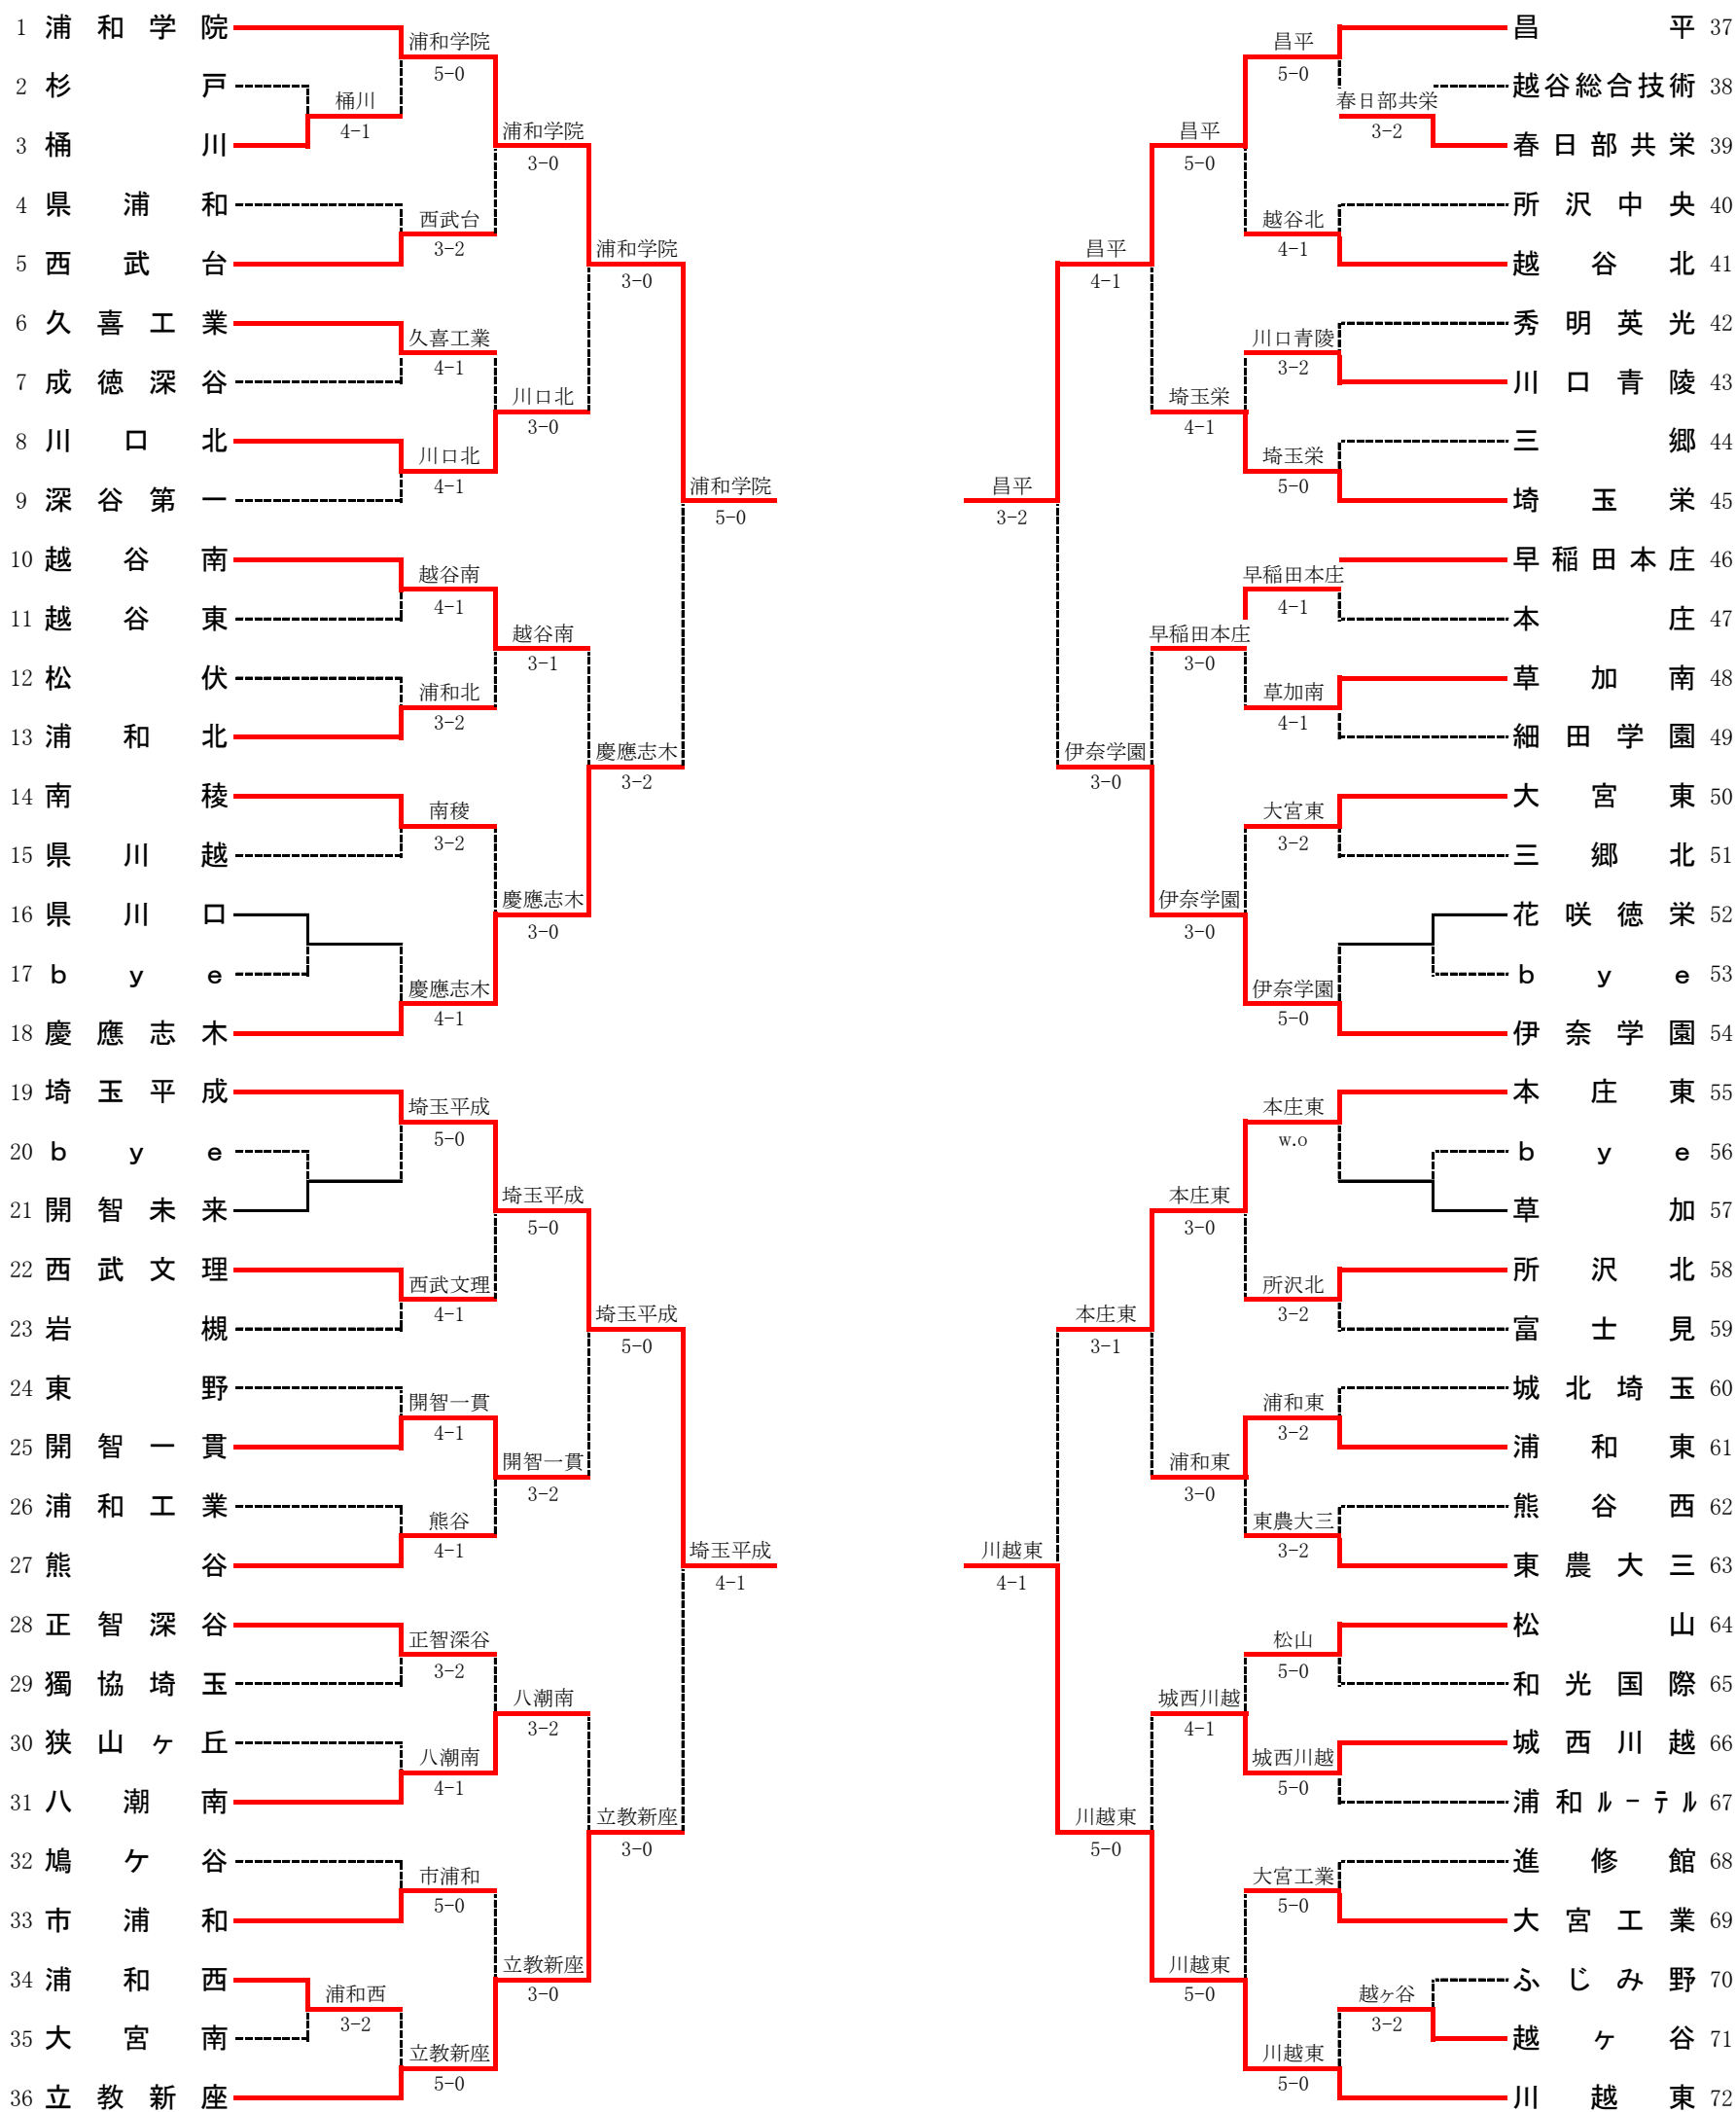 1 浦和学院
2 杉戸
3 桶川
4 県浦和
5 西武台
6 久喜工業
7 成徳深谷
8 川口北
9 深谷第一
10 越谷南
11 越谷東
12 松伏
13 浦和北
14 南稜
15 県川越
16 県川口
17 bye
18 慶應志木
19 埼玉平成
20 bye
21 開智未来
22 西武文理
23 岩槻
24 東野
25 開智一貫
26 浦和工業
27 熊谷
28 正智深谷
29 獨協埼玉
30 狭山ヶ丘
31 八潮南
32 鳩ケ谷
33 市浦和
34 浦和西
35 大宮南
36 立教新座
桶川
4-1
浦和西
3-2
浦和学院
5-0
西武台
3-2
久喜工業
4-1
川口北
4-1
越谷南
4-1
浦和北
3-2
南稜
3-2
慶應志木
4-1
埼玉平成
5-0
西武文理
4-1
開智一貫
4-1
熊谷
4-1
正智深谷
3-2
八潮南
4-1
市浦和
5-0
立教新座
5-0
浦和学院
3-0
川口北
3-0
越谷南
3-1
慶應志木
3-0
埼玉平成
5-0
開智一貫
3-2
八潮南
3-2
立教新座
3-0
浦和学院
3-0
慶應志木
3-2
埼玉平成
5-0
立教新座
3-0
浦和学院
5-0
埼玉平成
4-1
昌平
3-2
川越東
4-1
昌平
4-1
伊奈学園
3-0
本庄東
3-1
川越東
5-0
昌平
5-0
埼玉栄
4-1
早稲田本庄
3-0
伊奈学園
3-0
本庄東
3-0
浦和東
3-0
城西川越
4-1
川越東
5-0
昌平
5-0
越谷北
4-1
川口青陵
3-2
埼玉栄
5-0
早稲田本庄
4-1
草加南
4-1
大宮東
3-2
伊奈学園
5-0
本庄東
w.o
所沢北
3-2
浦和東
3-2
東農大三
3-2
松山
5-0
城西川越
5-0
大宮工業
5-0
川越東
5-0
春日部共栄
3-2
越ヶ谷
3-2
昌平 37
越谷総合技術 38
春日部共栄 39
所沢中央 40
越谷北 41
秀明英光 42
川口青陵 43
三郷 44
埼玉栄 45
早稲田本庄 46
本庄 47
草加南 48
細田学園 49
大宮東 50
三郷北 51
花咲徳栄 52
bye 53
伊奈学園 54
本庄東 55
bye 56
草加 57
所沢北 58
富士見 59
城北埼玉 60
浦和東 61
熊谷西 62
東農大三 63
松山 64
和光国際 65
城西川越 66
浦和ルーテル 67
進修館 68
大宮工業 69
ふじみ野 70
越ヶ谷 71
川越東 72